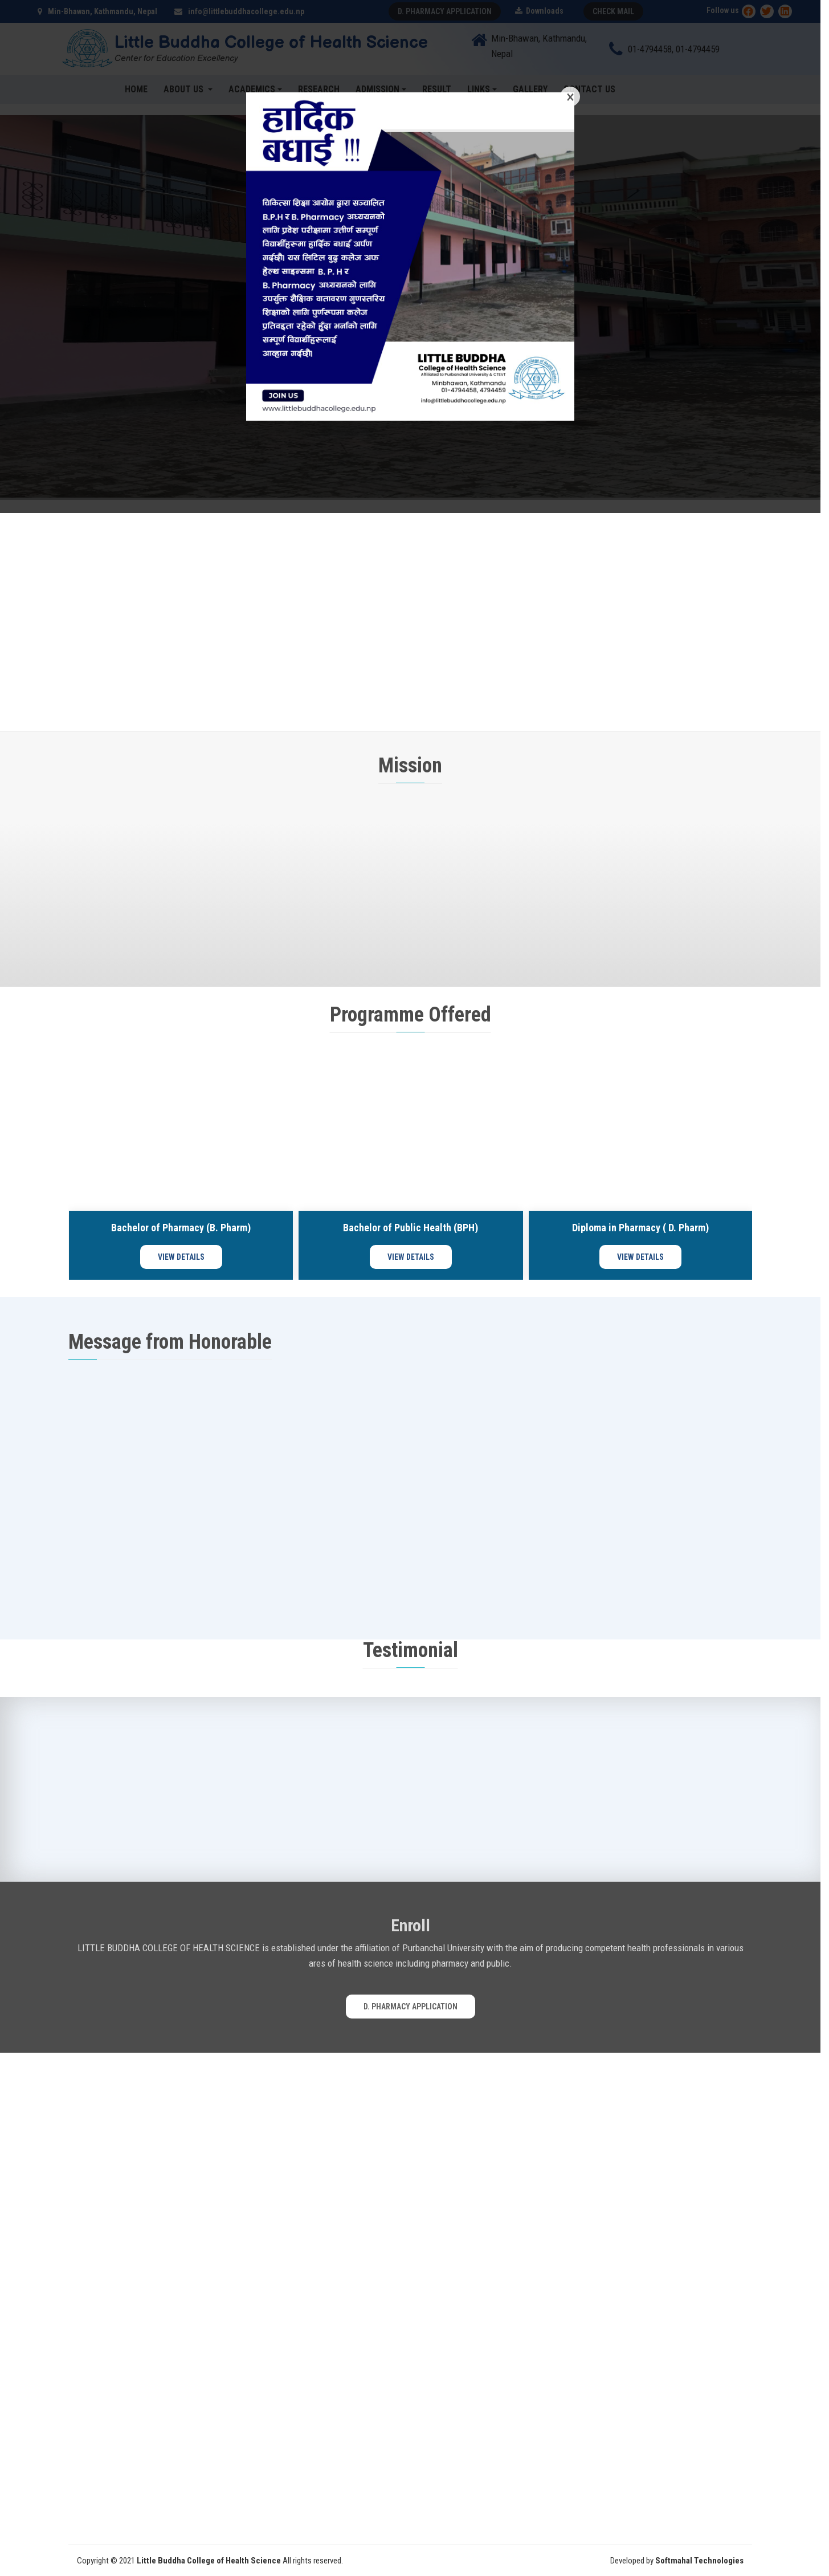 Min-Bhawan, Kathmandu, Nepal info@littlebuddhacollege.edu.np D. PHARMACY APPLICATION Downloads CHECK MAIL Follow us
Little Buddha College of Health Science
Center for Education Excellency
Min-Bhawan, Kathmandu,
Nepal
01-4794458, 01-4794459
HOME ABOUT US ACADEMICS RESEARCH ADMISSION RESULT LINKS GALLERY CONTACT US
X
हार्दिक
बधाई !!!
चिकित्सा शिक्षा आयोग द्वारा सञ्चालित
B.P.H र B. Pharmacy अध्ययनको
लागि प्रवेश परीक्षामा उत्तीर्ण सम्पूर्ण
विद्यार्थीहरूमा हार्दिक बधाई अर्पण
गर्दछौं। यस लिटिल बुद्ध कलेज अफ
हेल्थ साइन्समा B. P. H र
B. Pharmacy अध्ययनको लागि
उपर्युक्त शैक्षिक वातावरण गुणस्तरिय
शिक्षाको लागि पुर्णरूपमा कलेज
प्रतिवद्दता रहेको हुँदा भर्नाको लागि
सम्पूर्ण विद्यार्थीहरूलाई
आव्हान गर्दछौं।
LITTLE BUDDHA
College of Health Science
Affiliated to Purbanchal University & CTEVT
Minbhawan, Kathmandu
01-4794458, 4794459
info@littlebuddhacollege.edu.np
JOIN US
www.littlebuddhacollege.edu.np
Mission
Programme Offered
Bachelor of Pharmacy (B. Pharm) Bachelor of Public Health (BPH) Diploma in Pharmacy ( D. Pharm)
VIEW DETAILS VIEW DETAILS VIEW DETAILS
Message from Honorable
Testimonial
Enroll
LITTLE BUDDHA COLLEGE OF HEALTH SCIENCE is established under the affiliation of Purbanchal University with the aim of producing competent health professionals in various
ares of health science including pharmacy and public.
D. PHARMACY APPLICATION
Copyright © 2021 Little Buddha College of Health Science All rights reserved. Developed by Softmahal Technologies